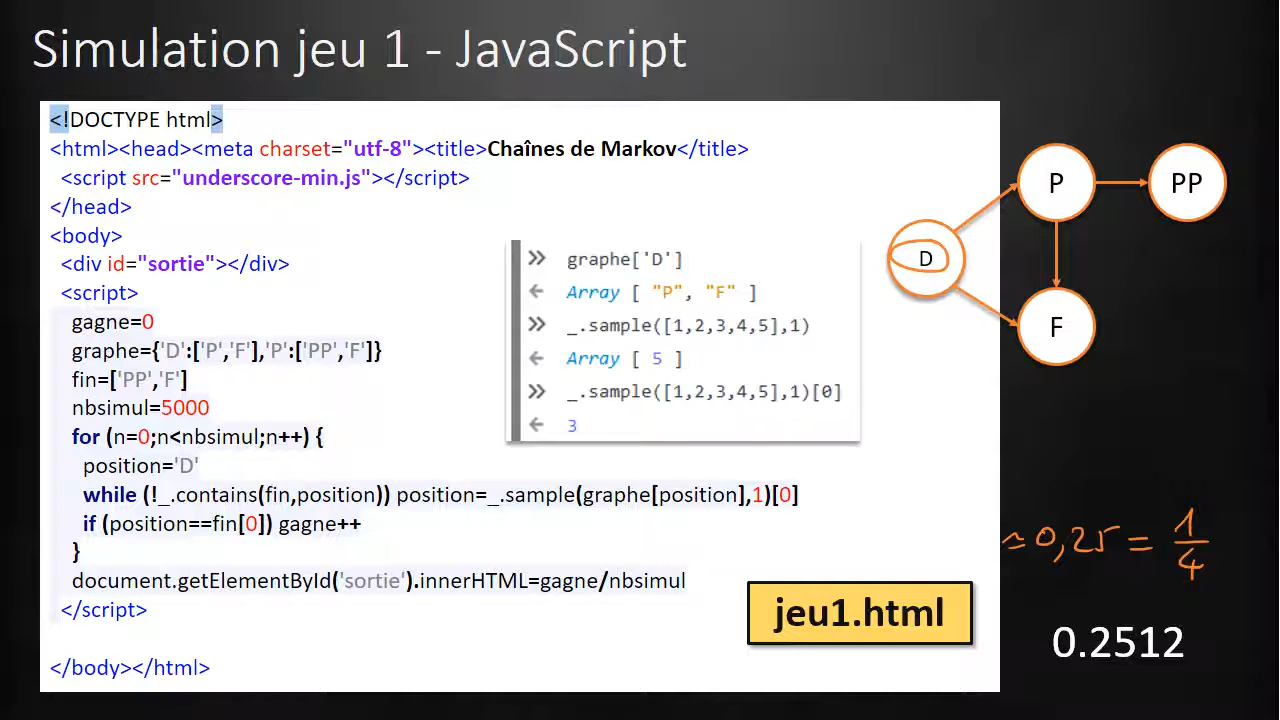 Simulation jeu 1 - JavaScript
<!DOCTYPE html>
<html><head><meta charset="utf-8"><title>Chaînes de Markov</title>
<script src="underscore-min.js"></script>
</head>
<body>
<div id="sortie"></div>
<script>
gagne=0
graphe={'D':['P','F'],'P':['PP','F']}
fin=['PP','F']
nbsimul=5000
for (n=0;n<nbsimul;n++) {
position='D'
while (!_.contains(fin,position)) position=_.sample(graphe[position],1)[0]
if (position==fin[0]) gagne++
}
document.getElementById('sortie').innerHTML=gagne/nbsimul
</script>
</body></html>
>> graphe['D']
← Array [ "P", "F" ]
>> _.sample([1,2,3,4,5],1)
← Array [ 5 ]
>> _.sample([1,2,3,4,5],1)[0]
← 3
jeu1.html
P
PP
D
F
≈ 0,25 = 1/4
0.2512